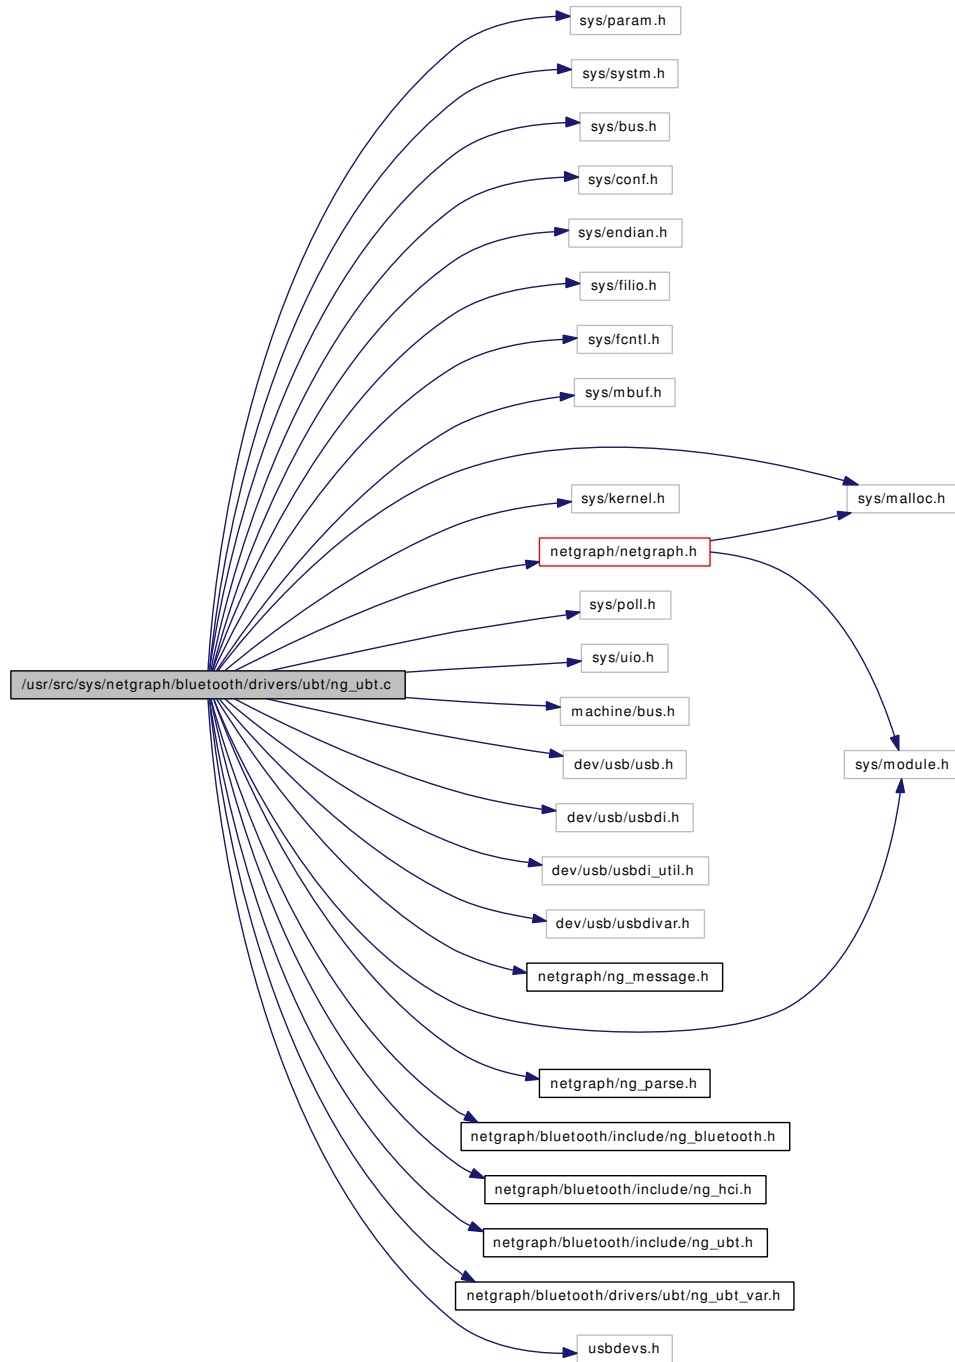 sys/param.h
sys/systm.h
sys/bus.h
sys/conf.h
sys/endian.h
sys/filio.h
sys/fcntl.h
sys/mbuf.h
sys/kernel.h
sys/malloc.h
netgraph/netgraph.h
sys/poll.h
sys/uio.h
/usr/src/sys/netgraph/bluetooth/drivers/ubt/ng_ubt.c
machine/bus.h
dev/usb/usb.h
sys/module.h
dev/usb/usbdi.h
dev/usb/usbdi_util.h
dev/usb/usbdivar.h
netgraph/ng_message.h
netgraph/ng_parse.h
netgraph/bluetooth/include/ng_bluetooth.h
netgraph/bluetooth/include/ng_hci.h
netgraph/bluetooth/include/ng_ubt.h
netgraph/bluetooth/drivers/ubt/ng_ubt_var.h
usbdevs.h